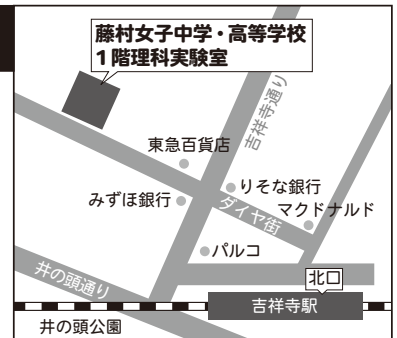 藤村女子中学・高等学校
1階理科実験室
吉祥寺通り
東急百貨店
みずほ銀行
りそな銀行
ダイヤ街
マクドナルド
パルコ
井の頭通り
北口
吉祥寺駅
井の頭公園